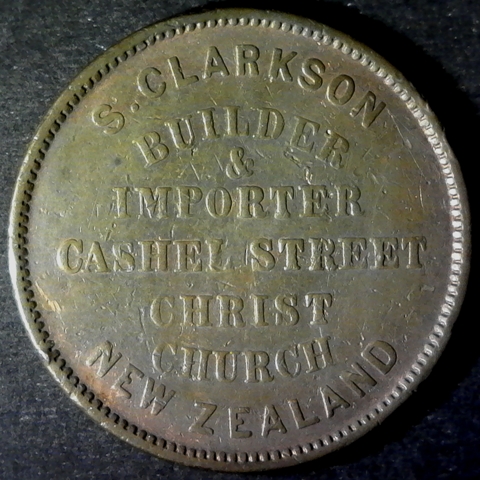 S. CLARKSON
BUILDER
&
IMPORTER
CASHEL STREET
CHRIST
CHURCH
NEW ZEALAND